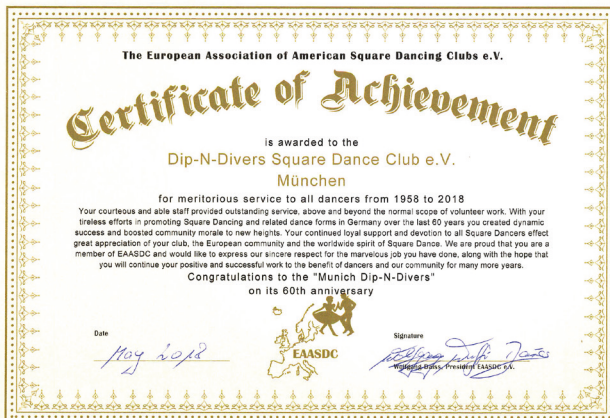 The European Association of American Square Dancing Clubs e.V.
Certificate of Achievement
is awarded to the
Dip-N-Divers Square Dance Club e.V.
München
for meritorious service to all dancers from 1958 to 2018
Your courteous and able staff provided outstanding service, above and beyond the normal scope of volunteer work. With your
tireless efforts in promoting Square Dancing and related dance forms in Germany over the last 60 years you created dynamic
success and boosted community morale to new heights. Your continued loyal support and devotion to all Square Dancers effect
great appreciation of your club, the European community and the worldwide spirit of Square Dance. We are proud that you are a
member of EAASDC and would like to express our sincere respect for the marvelous job you have done, along with the hope that
you will continue your positive and successful work to the benefit of dancers and our community for many more years.
Congratulations to the "Munich Dip-N-Divers"
on its 60th anniversary
Date
May 2018
EAASDC
Signature
Wolfgang Daiss, President EAASDC e.V.